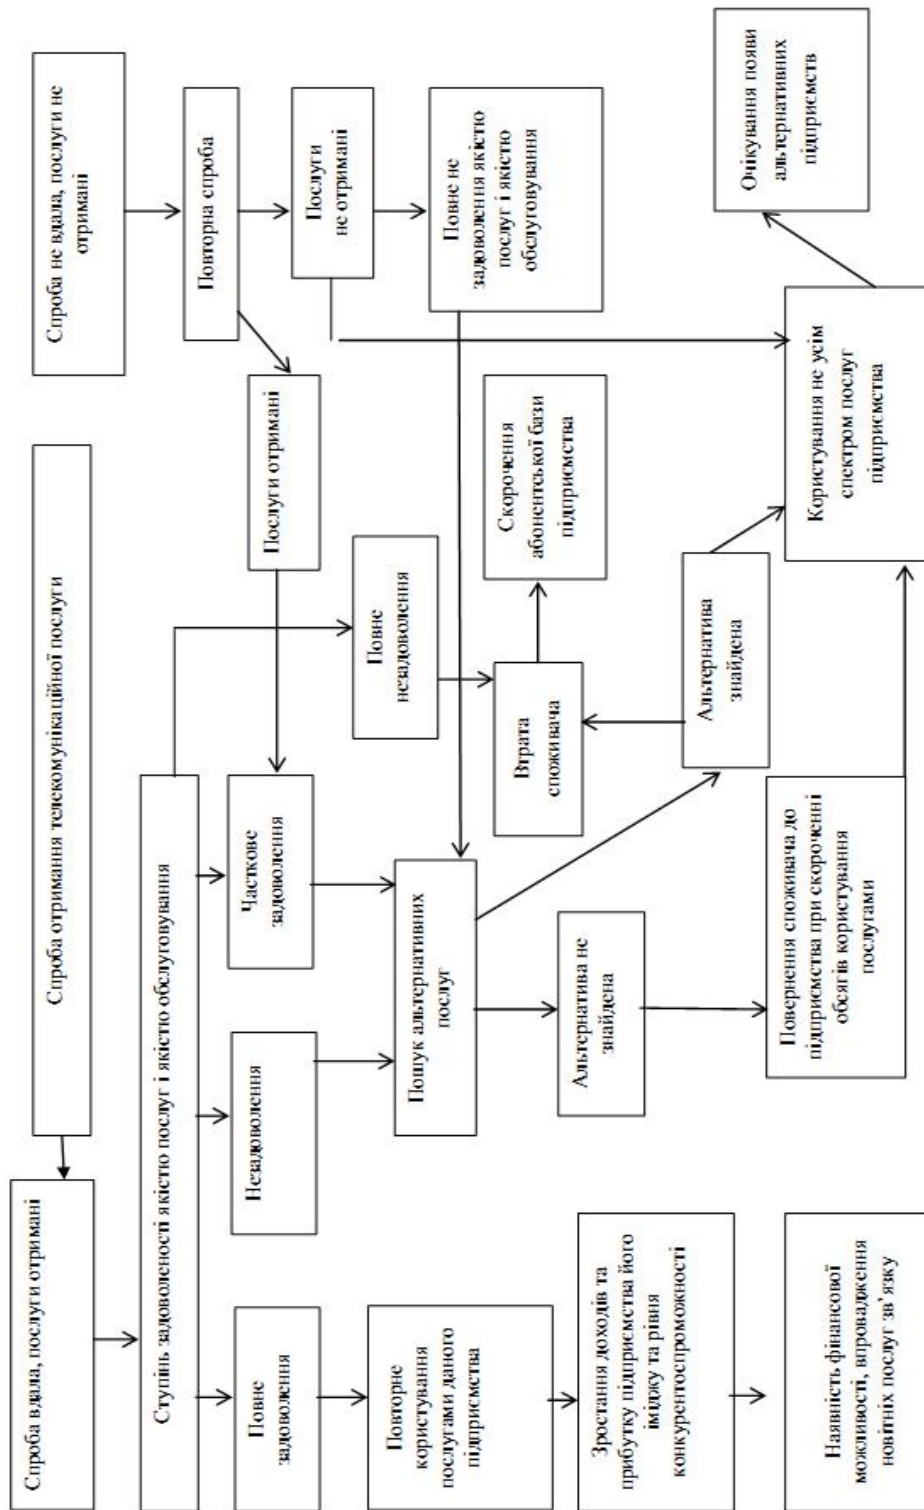 Спроба вдала, послуги отримані
Спроба отримання телекомунікаційної послуги
Спроба не вдала, послуги не
отримані
Ступінь задоволеності якістю послуг і якістю обслуговування
Повторна спроба
Повне
задоволення
Незадоволення
Часткове
задоволення
Послуги отримані
Послуги
не отримані
Повне
незадоволення
Повторне
користування
послугами даного
підприємства
Пошук альтернативних
послуг
Повне не
задоволення якістю
послуг і якістю
обслуговування
Втрата
споживача
Скорочення
абонентської бази
підприємства
Зростання доходів та
прибутку підприємства його
іміджу та рівня
конкурентоспроможності
Альтернатива не
знайдена
Альтернатива
знайдена
Наявність фінансової
можливості, впровадження
новітніх послуг зв’язку
Повернення споживача до
підприємства при скороченні
обсягів користування
послугами
Користування не усім
спектром послуг
підприємства
Очікування появи
альтернативних
підприємств